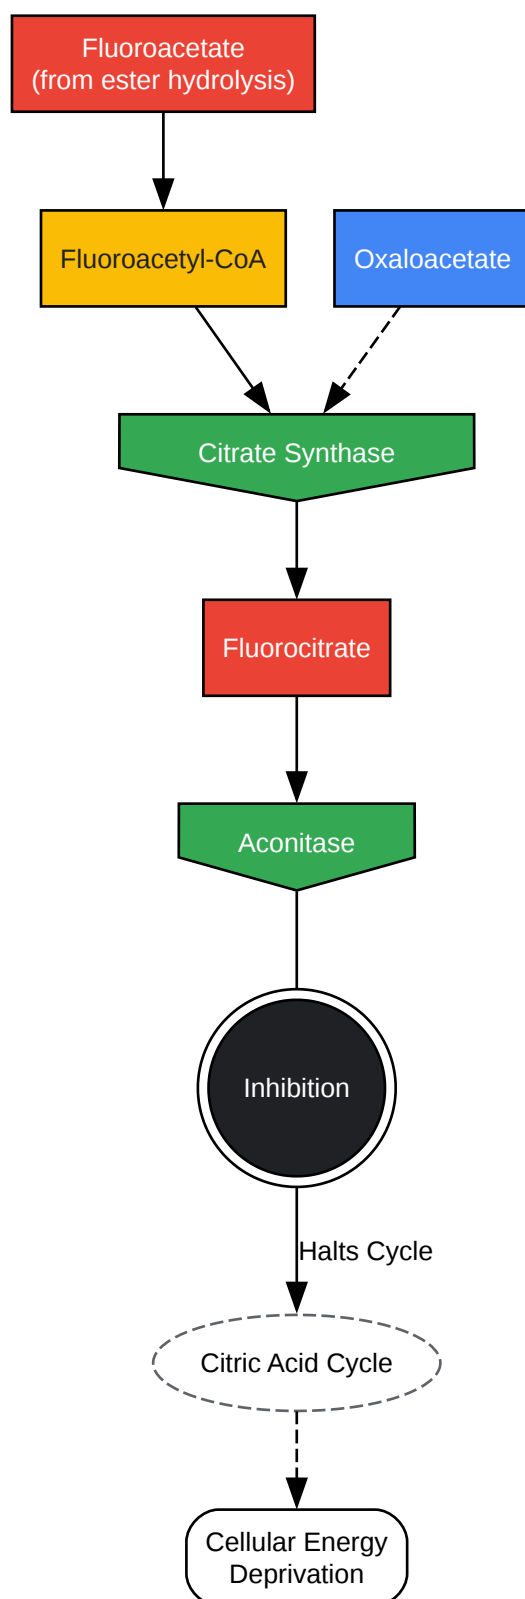 Fluoroacetate
(from ester hydrolysis)
Fluoroacetyl-CoA
Oxaloacetate
Citrate Synthase
Fluorocitrate
Aconitase
Inhibition
Halts Cycle
Citric Acid Cycle
Cellular Energy
Deprivation